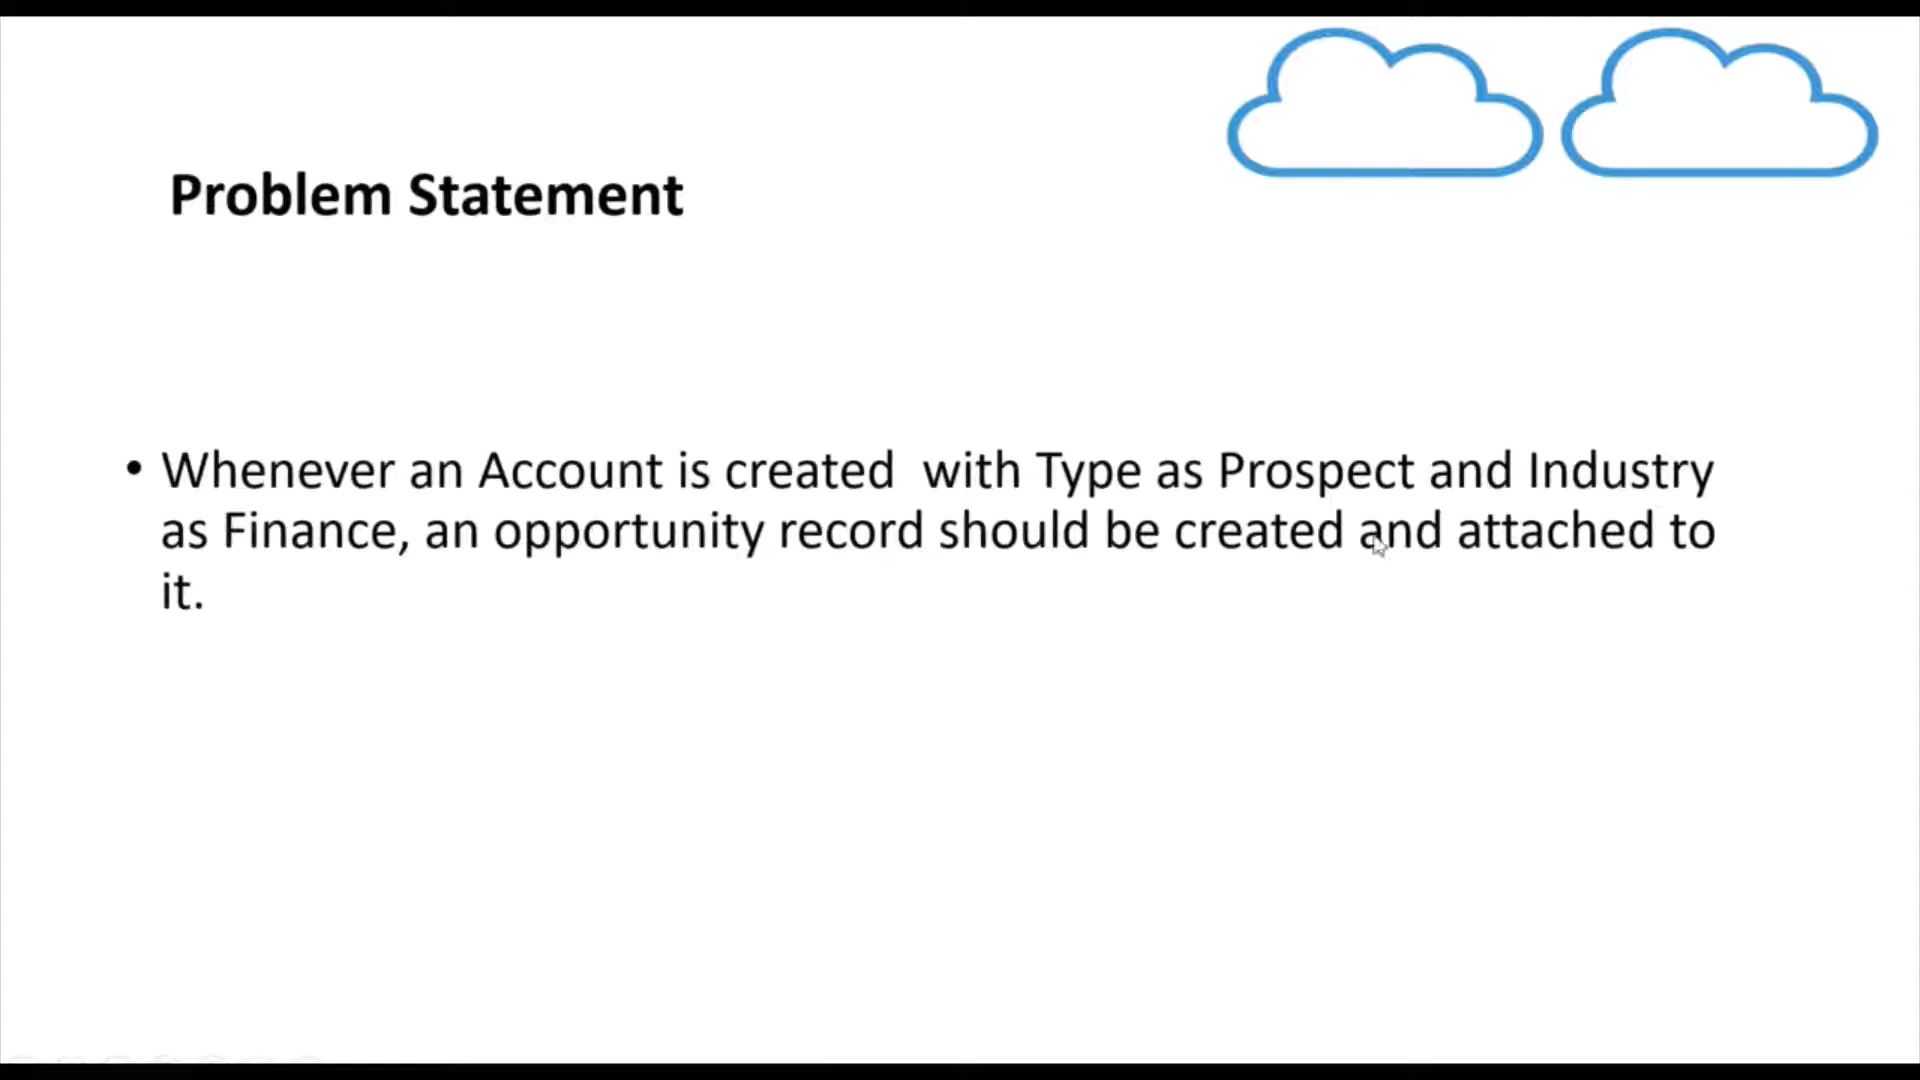 Problem Statement
• Whenever an Account is created  with Type as Prospect and Industry
as Finance, an opportunity record should be created and attached to
it.